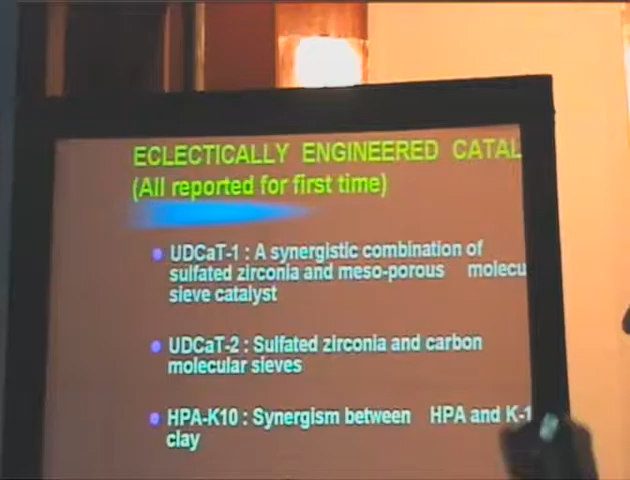 ECLECTICALLY ENGINEERED CATAL
(All reported for first time)
UDCaT-1 : A synergistic combination of
sulfated zirconia and meso-porous molecu
sieve catalyst
UDCaT-2 : Sulfated zirconia and carbon
molecular sieves
HPA-K10 : Synergism between HPA and K-1
clay